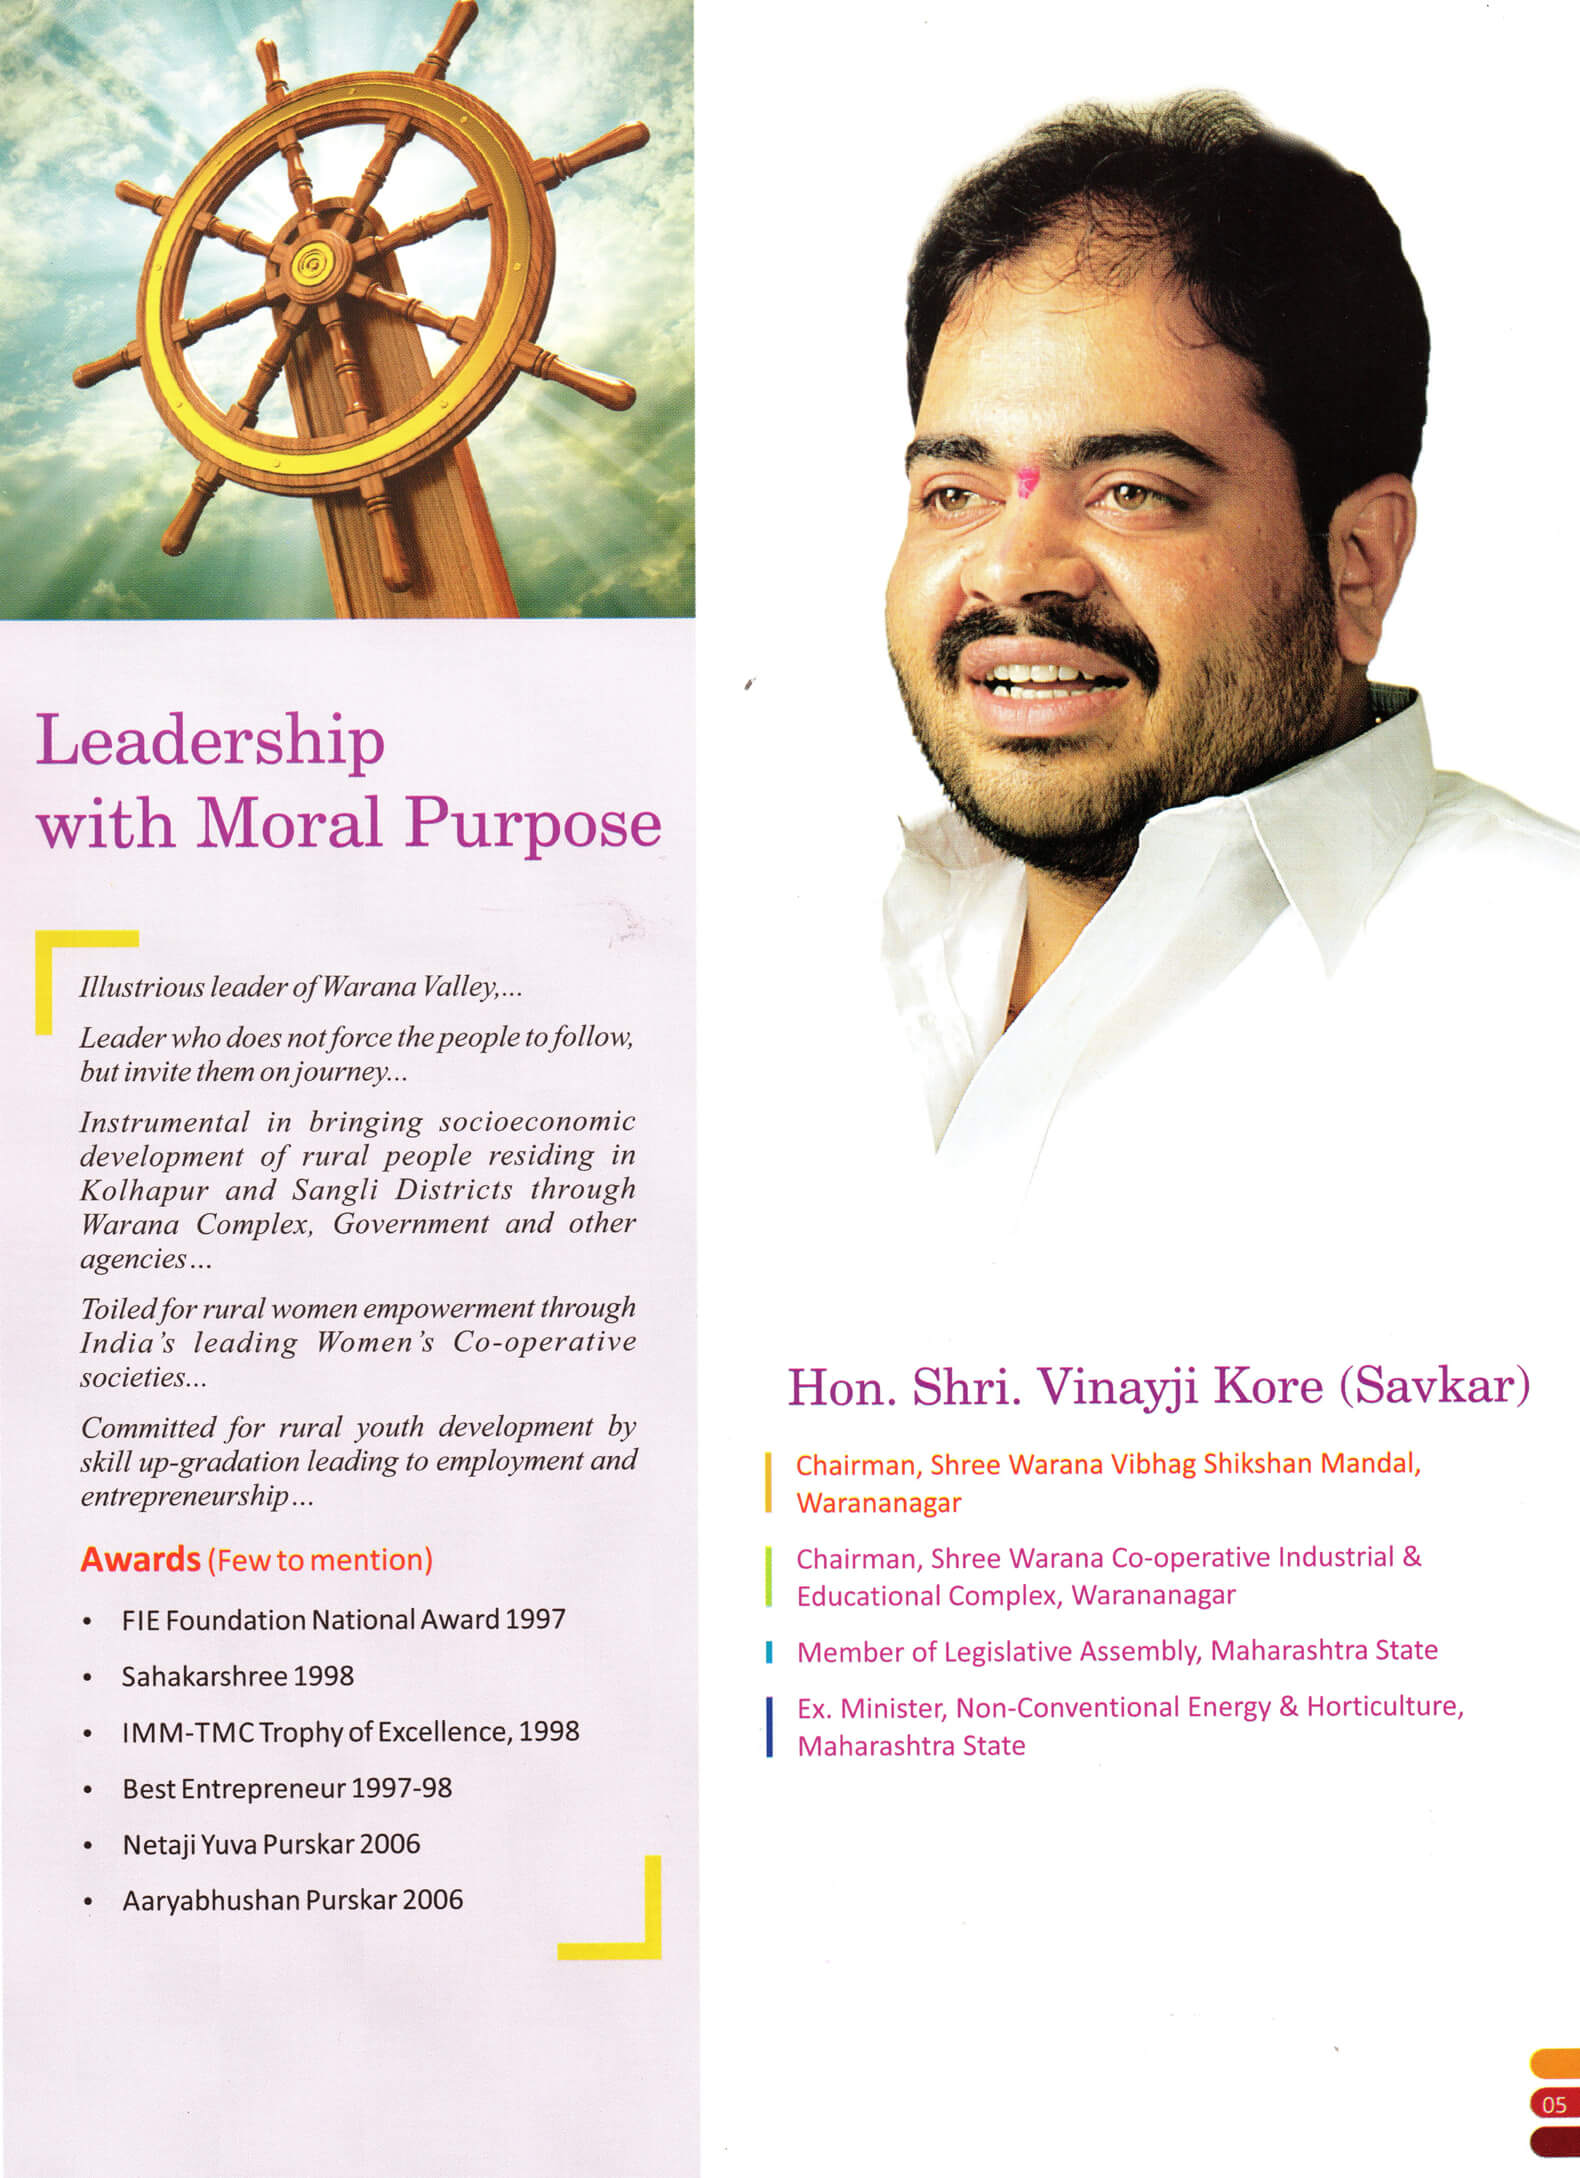 Leadership
with Moral Purpose
Illustrious leader of Warana Valley,...
Leader who does not force the people to follow,
but invite them on journey...
Instrumental in bringing socioeconomic
development of rural people residing in
Kolhapur and Sangli Districts through
Warana Complex, Government and other
agencies...
Toiled for rural women empowerment through
India's leading Women's Co-operative
societies...
Committed for rural youth development by
skill up-gradation leading to employment and
entrepreneurship...
Awards (Few to mention)
• FIE Foundation National Award 1997
• Sahakarshree 1998
• IMM-TMC Trophy of Excellence, 1998
• Best Entrepreneur 1997-98
• Netaji Yuva Purskar 2006
• Aaryabhushan Purskar 2006
Hon. Shri. Vinayji Kore (Savkar)
Chairman, Shree Warana Vibhag Shikshan Mandal,
Warananagar
Chairman, Shree Warana Co-operative Industrial &
Educational Complex, Warananagar
Member of Legislative Assembly, Maharashtra State
Ex. Minister, Non-Conventional Energy & Horticulture,
Maharashtra State
05